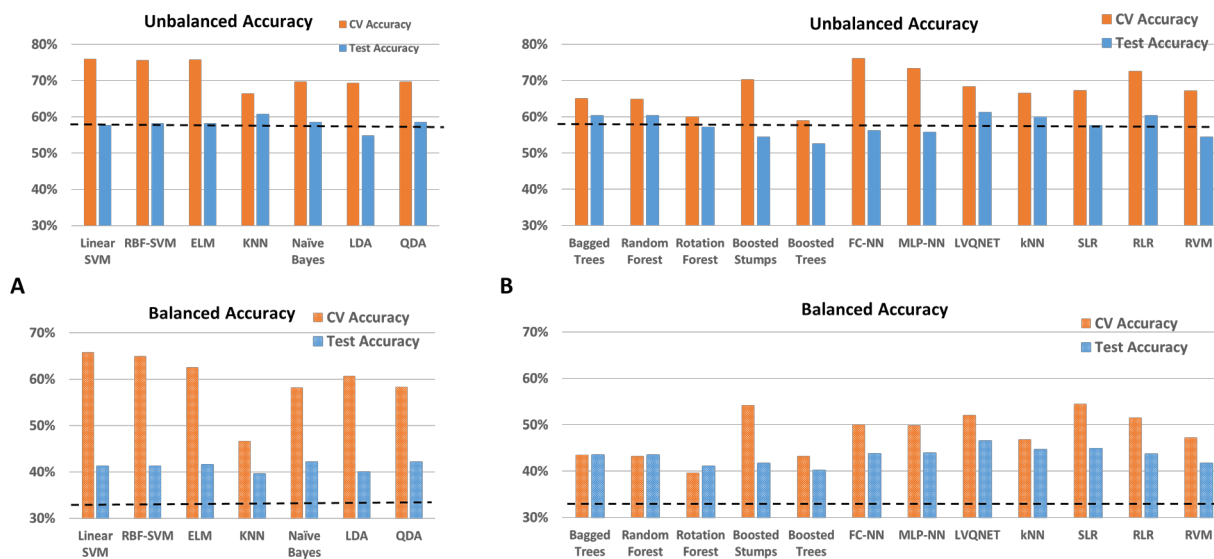 Unbalanced Accuracy
CV Accuracy
Test Accuracy
80%
70%
60%
50%
40%
30%
Linear SVM
RBF-SVM
ELM
KNN
Naïve Bayes
LDA
QDA
Unbalanced Accuracy
CV Accuracy
Test Accuracy
80%
70%
60%
50%
40%
30%
Bagged Trees
Random Forest
Rotation Forest
Boosted Stumps
Boosted Trees
FC-NN
MLP-NN
LVQNET
kNN
SLR
RLR
RVM
A
Balanced Accuracy
CV Accuracy
Test Accuracy
70%
60%
50%
40%
30%
Linear SVM
RBF-SVM
ELM
KNN
Naïve Bayes
LDA
QDA
B
Balanced Accuracy
CV Accuracy
Test Accuracy
70%
60%
50%
40%
30%
Bagged Trees
Random Forest
Rotation Forest
Boosted Stumps
Boosted Trees
FC-NN
MLP-NN
LVQNET
kNN
SLR
RLR
RVM